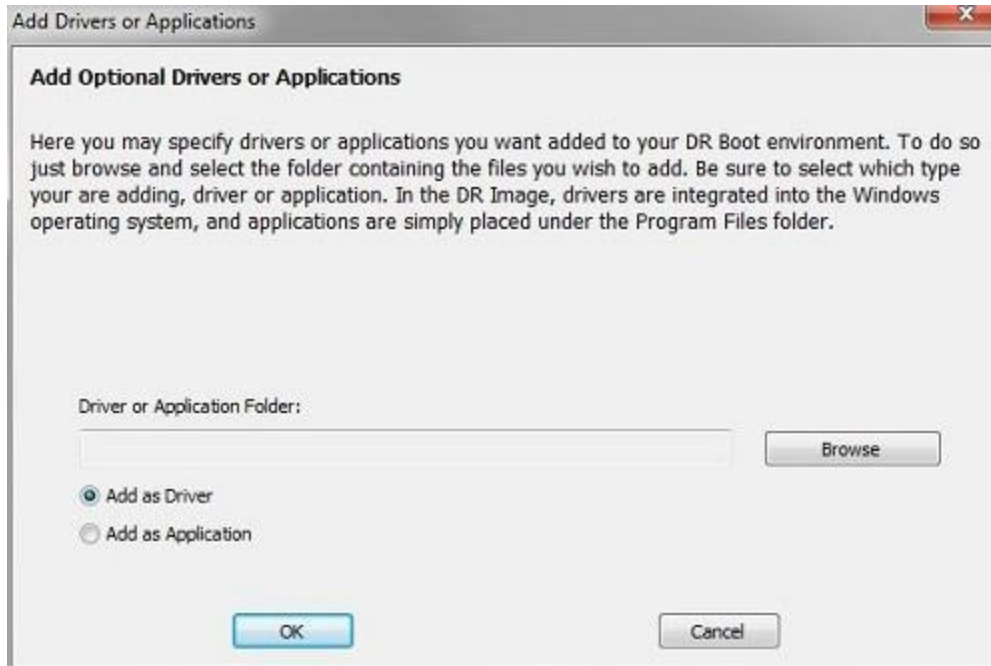 Add Drivers or Applications
Add Optional Drivers or Applications
Here you may specify drivers or applications you want added to your DR Boot environment. To do so
just browse and select the folder containing the files you wish to add. Be sure to select which type
your are adding, driver or application. In the DR Image, drivers are integrated into the Windows
operating system, and applications are simply placed under the Program Files folder.
Driver or Application Folder:
Browse
Add as Driver
Add as Application
OK
Cancel